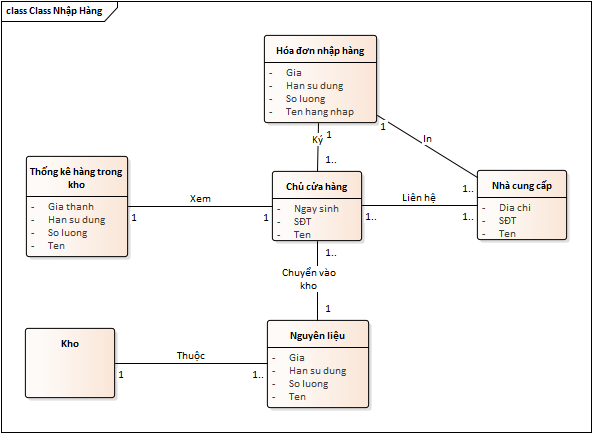 class Class Nhập Hàng
Hóa đơn nhập hàng
- Gia
- Han su dung
- So luong
- Ten hang nhap
1
Ký
1..
1
In
1..
Thống kê hàng trong
kho
- Gia thanh
- Han su dung
- So luong
- Ten
Xem
1
1
Chủ cửa hàng
- Ngay sinh
- SĐT
- Ten
Liên hệ
1..
1..
Nhà cung cấp
- Dia chi
- SĐT
- Ten
1..
Chuyển vào
kho
1
Kho
Thuộc
1
1..
Nguyên liệu
- Gia
- Han su dung
- So luong
- Ten